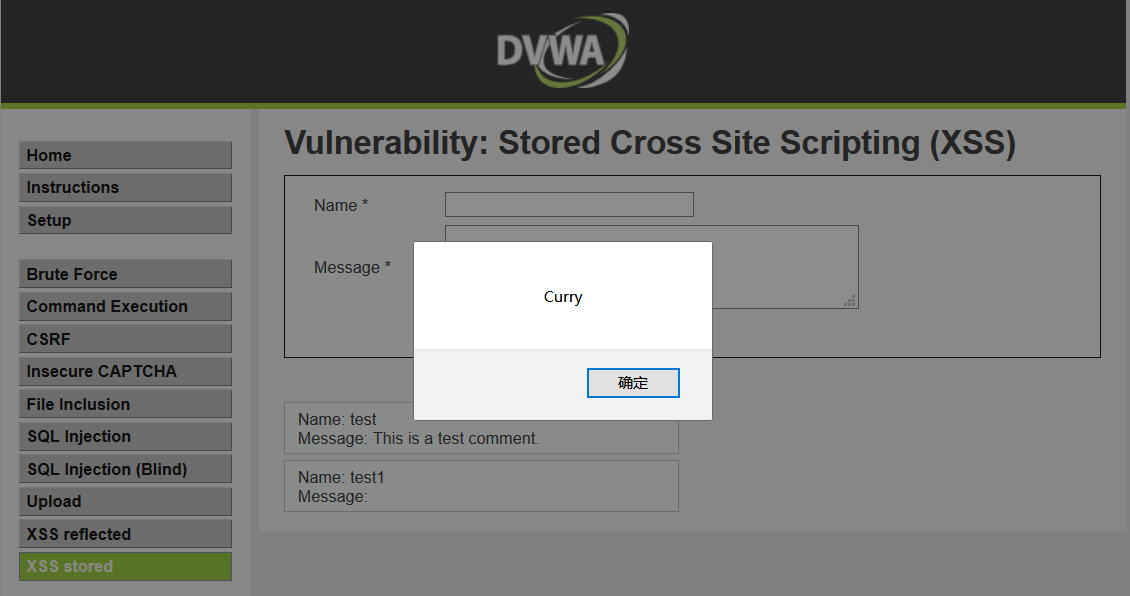 DVWA
Home
Instructions
Setup
Brute Force
Command Execution
CSRF
Insecure CAPTCHA
File Inclusion
SQL Injection
SQL Injection (Blind)
Upload
XSS reflected
XSS stored
Vulnerability: Stored Cross Site Scripting (XSS)
Name *
Message *
Curry
确定
Name: test
Message: This is a test comment.
Name: test1
Message: